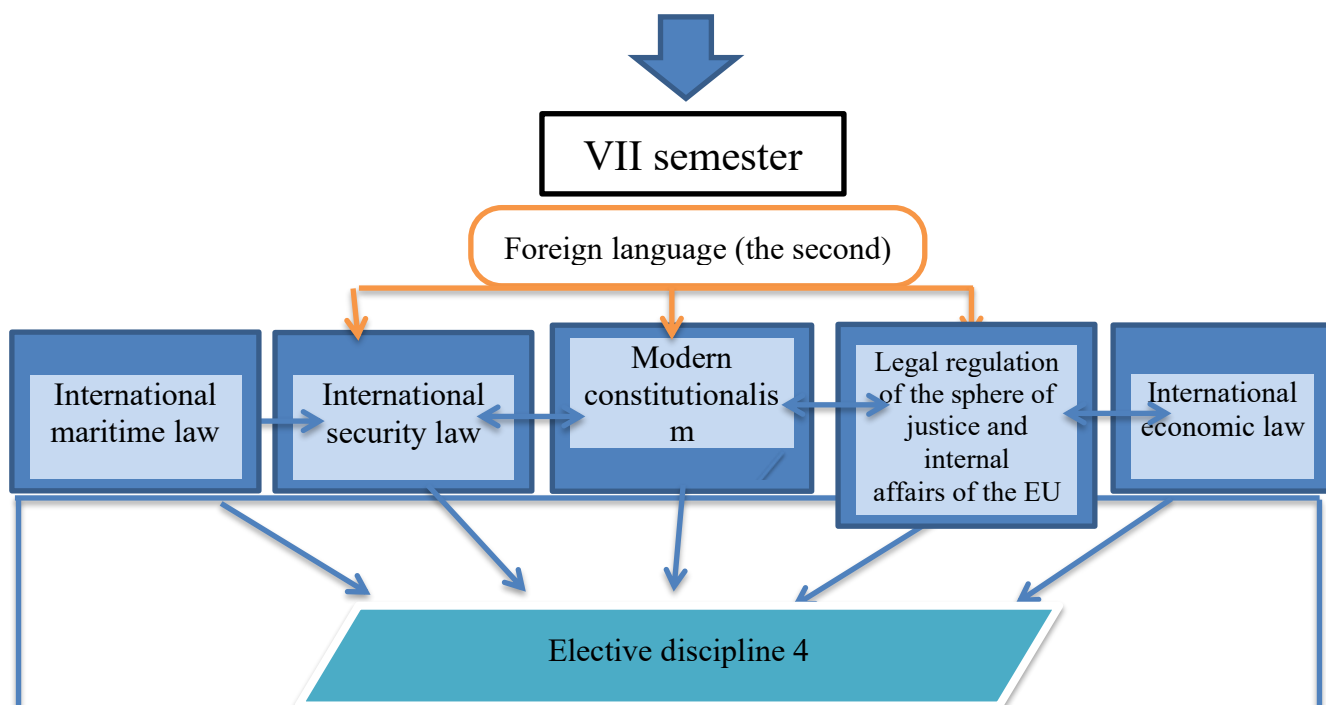 VII semester
Foreign language (the second)
International
maritime law
International
security law
Modern
constitutionalis
m
Legal regulation
of the sphere of
justice and
internal
affairs of the EU
International
economic law
Elective discipline 4